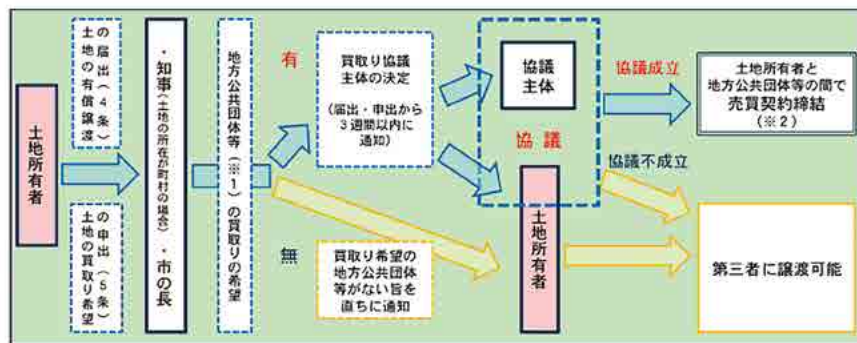 土地所有者
土地の有償譲渡
の届出（4条）
土地の買取り希望
の申出（5条）
・知事（土地の所在が町村の場合）・市の長
地方公共団体等（※1）の買取りの希望
有
買取り協議
主体の決定
（届出・申出から
3週間以内に
通知）
無
買取り希望の
地方公共団体
等がない旨を
直ちに通知
協議
主体
協 議
土地所有者
協議成立
土地所有者と
地方公共団体等の間で
売買契約締結
（※2）
協議不成立
第三者に譲渡可能